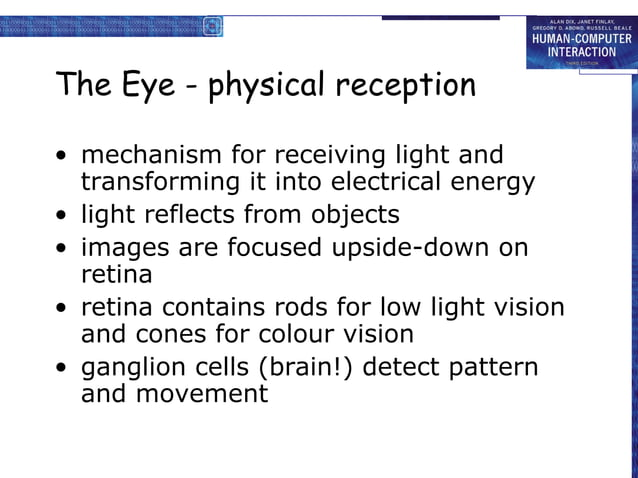 ALAN DIX, JANET FINLAY,
GREGORY D. ABOWD, RUSSELL BEALE
HUMAN-COMPUTER
INTERACTION
THIRD EDITION
The Eye - physical reception
• mechanism for receiving light and
transforming it into electrical energy
• light reflects from objects
• images are focused upside-down on
retina
• retina contains rods for low light vision
and cones for colour vision
• ganglion cells (brain!) detect pattern
and movement